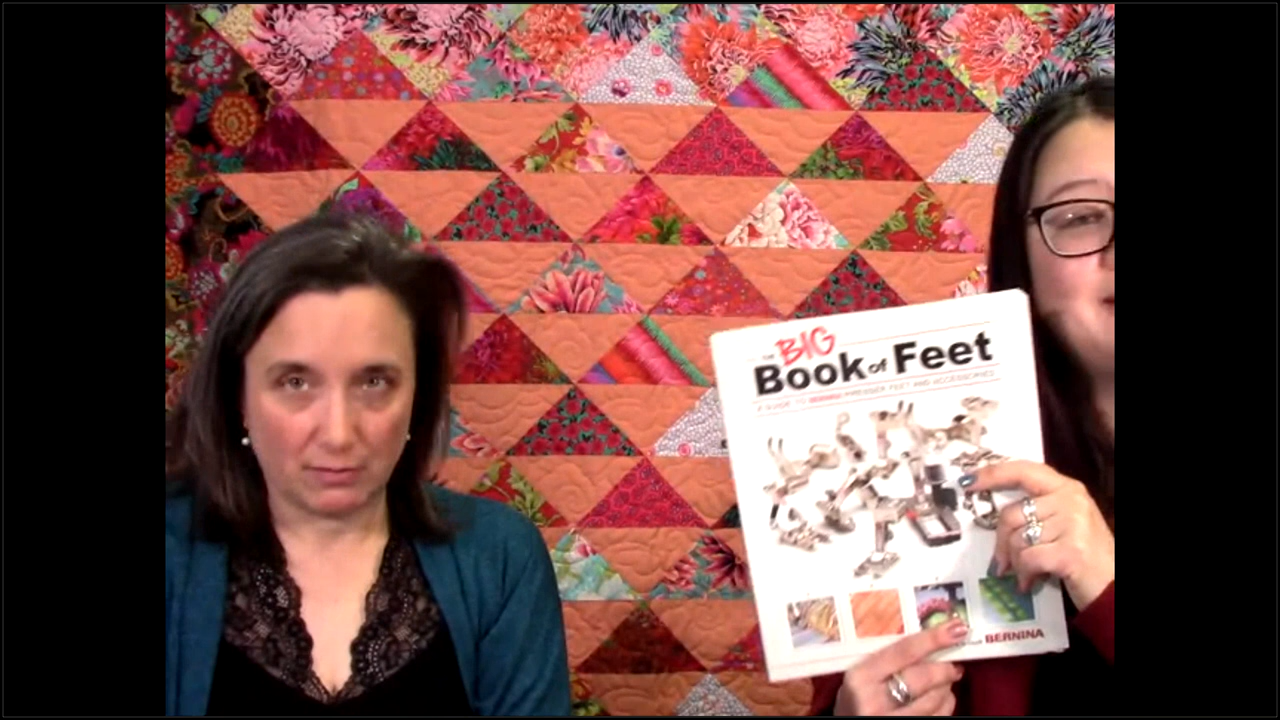 THE BIG
Book of Feet
A GUIDE TO BERNINA PRESSER FEET AND ACCESSORIES
BERNINA